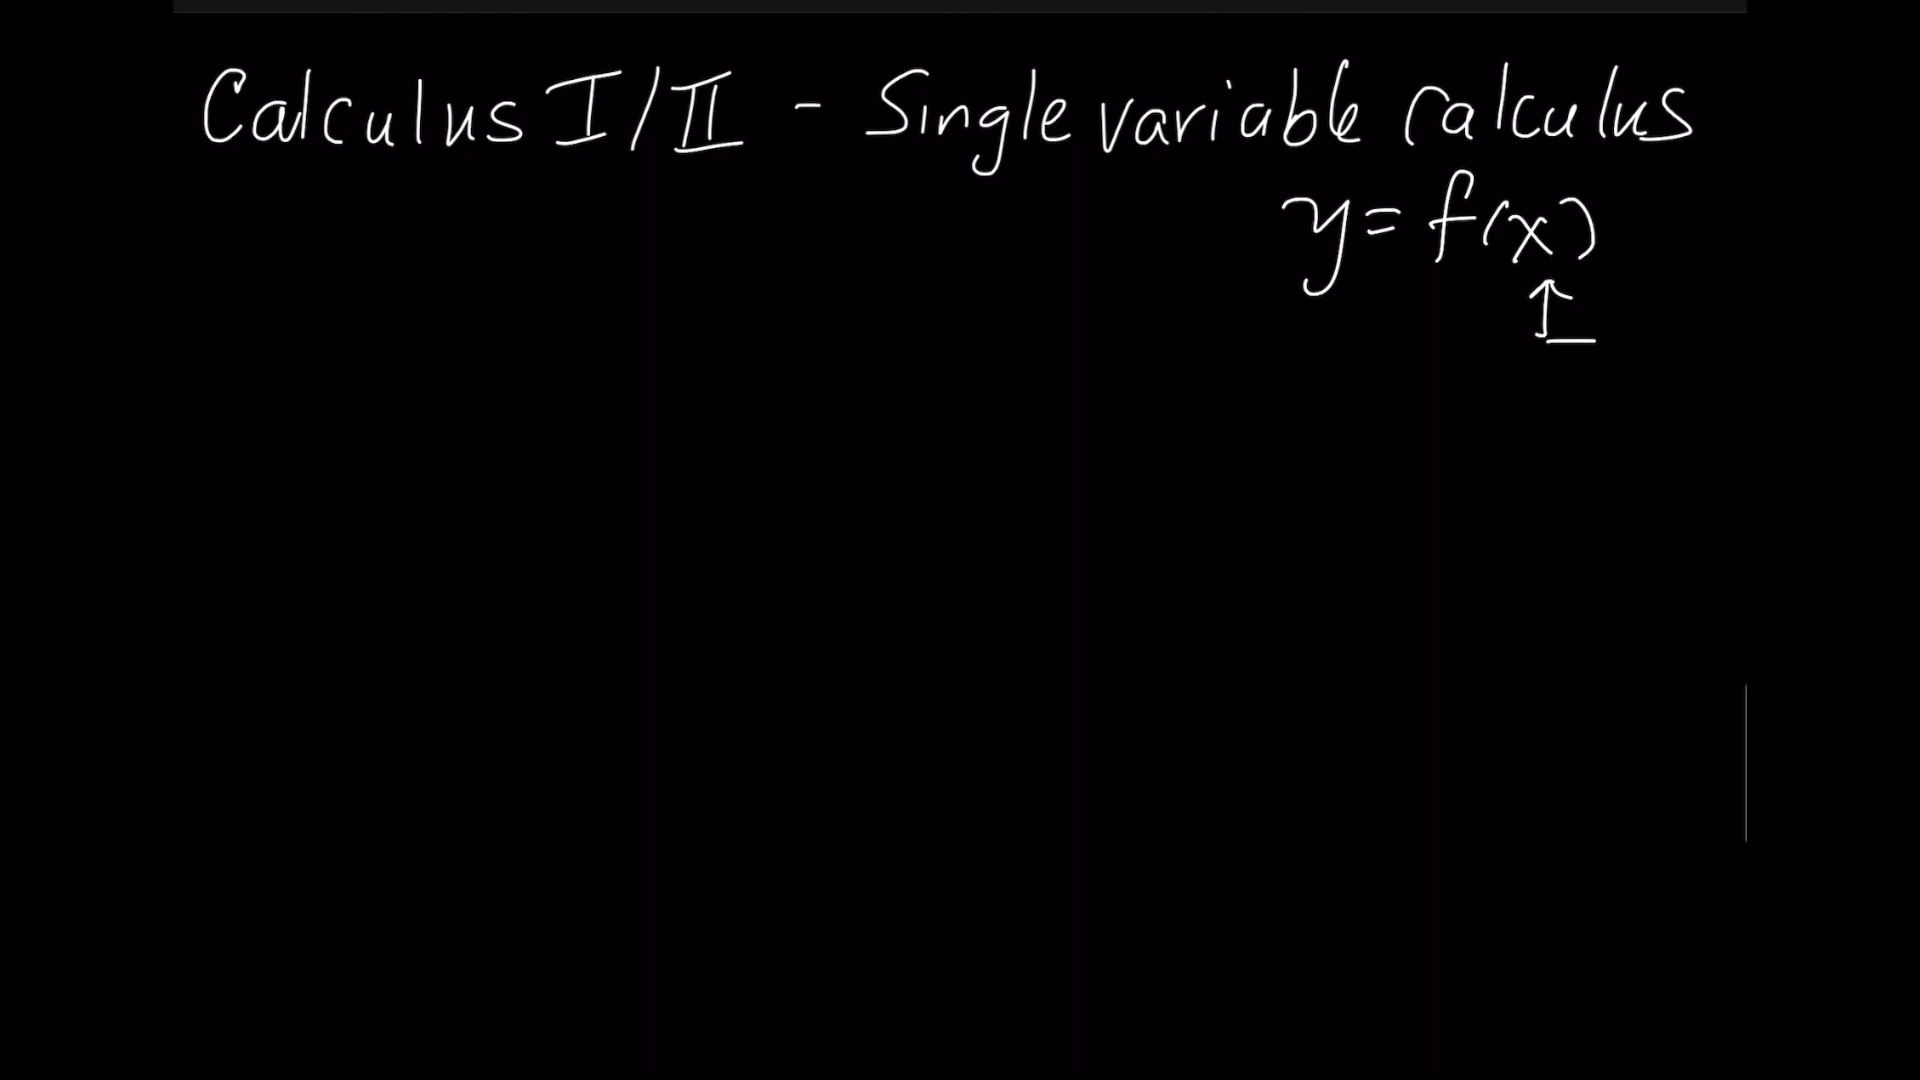 Calculus I/II - Single variable calculus
y = f(x)
↑